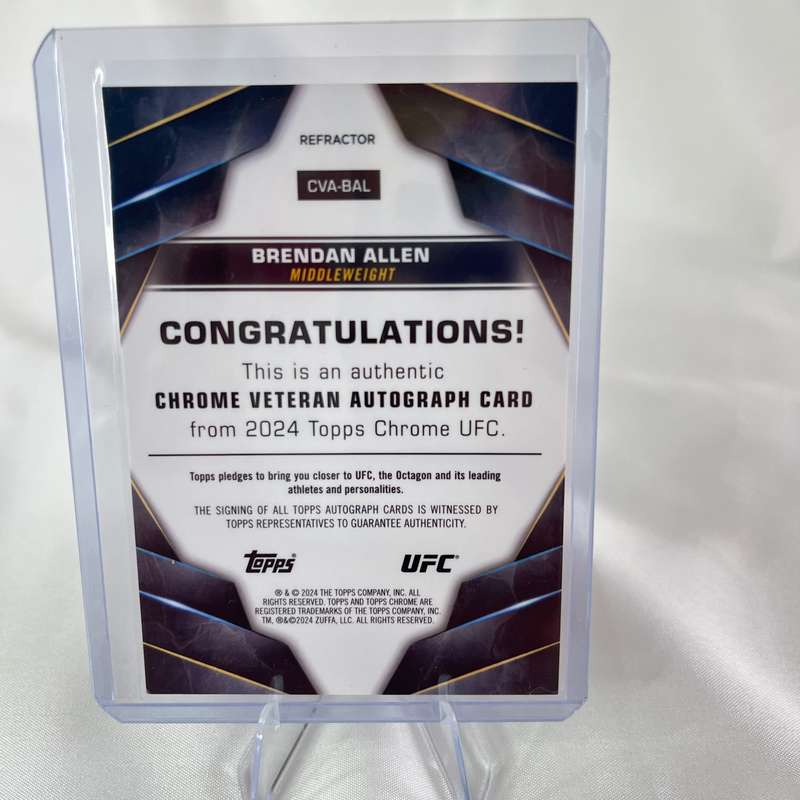 REFRACTOR
CVA-BAL
BRENDAN ALLEN
MIDDLEWEIGHT
CONGRATULATIONS!
This is an authentic
CHROME VETERAN AUTOGRAPH CARD
from 2024 Topps Chrome UFC.
Topps pledges to bring you closer to UFC, the Octagon and its leading
athletes and personalities.
THE SIGNING OF ALL TOPPS AUTOGRAPH CARDS IS WITNESSED BY
TOPPS REPRESENTATIVES TO GUARANTEE AUTHENTICITY.
topps® UFC®
® & © 2024 THE TOPPS COMPANY, INC. ALL
RIGHTS RESERVED. TOPPS AND TOPPS CHROME ARE
REGISTERED TRADEMARKS OF THE TOPPS COMPANY, INC.
TM, ®&©2024 ZUFFA, LLC. ALL RIGHTS RESERVED.